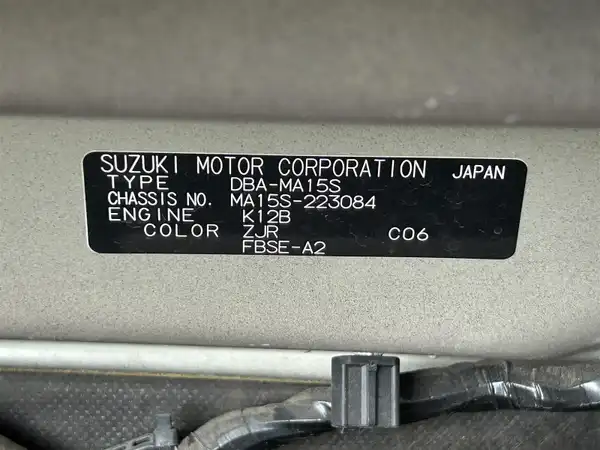 SUZUKI MOTOR CORPORATION JAPAN
TYPE DBA-MA15S
CHASSIS NO. MA15S-223084
ENGINE K12B
COLOR ZJR C06
FBSE-A2